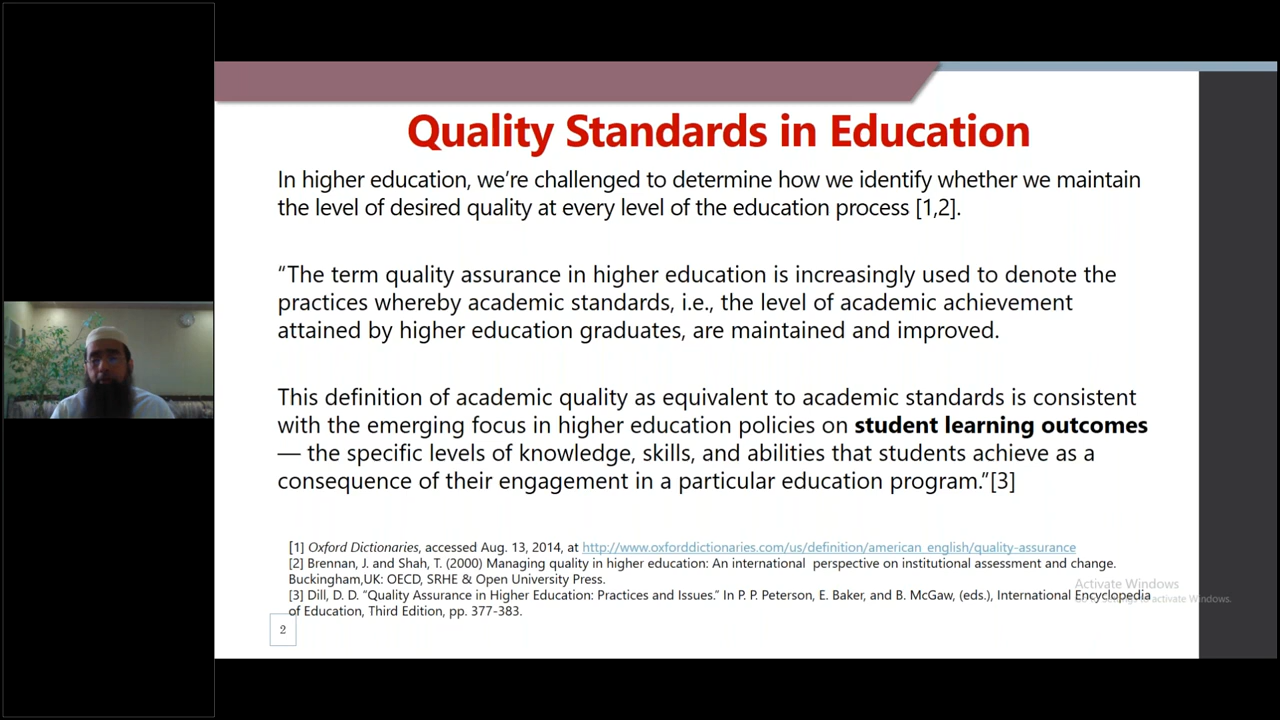 Quality Standards in Education
In higher education, we're challenged to determine how we identify whether we maintain
the level of desired quality at every level of the education process [1,2].
“The term quality assurance in higher education is increasingly used to denote the
practices whereby academic standards, i.e., the level of academic achievement
attained by higher education graduates, are maintained and improved.
This definition of academic quality as equivalent to academic standards is consistent
with the emerging focus in higher education policies on student learning outcomes
— the specific levels of knowledge, skills, and abilities that students achieve as a
consequence of their engagement in a particular education program.”[3]
[1] Oxford Dictionaries, accessed Aug. 13, 2014, at http://www.oxforddictionaries.com/us/definition/american_english/quality-assurance
[2] Brennan, J. and Shah, T. (2000) Managing quality in higher education: An international perspective on institutional assessment and change.
Buckingham,UK: OECD, SRHE & Open University Press.
Activate Windows
[3] Dill, D. D. “Quality Assurance in Higher Education: Practices and Issues.” In P. P. Peterson, E. Baker, and B. McGaw, (eds.), International Encyclopedia
activate Windows.
of Education, Third Edition, pp. 377-383.
2